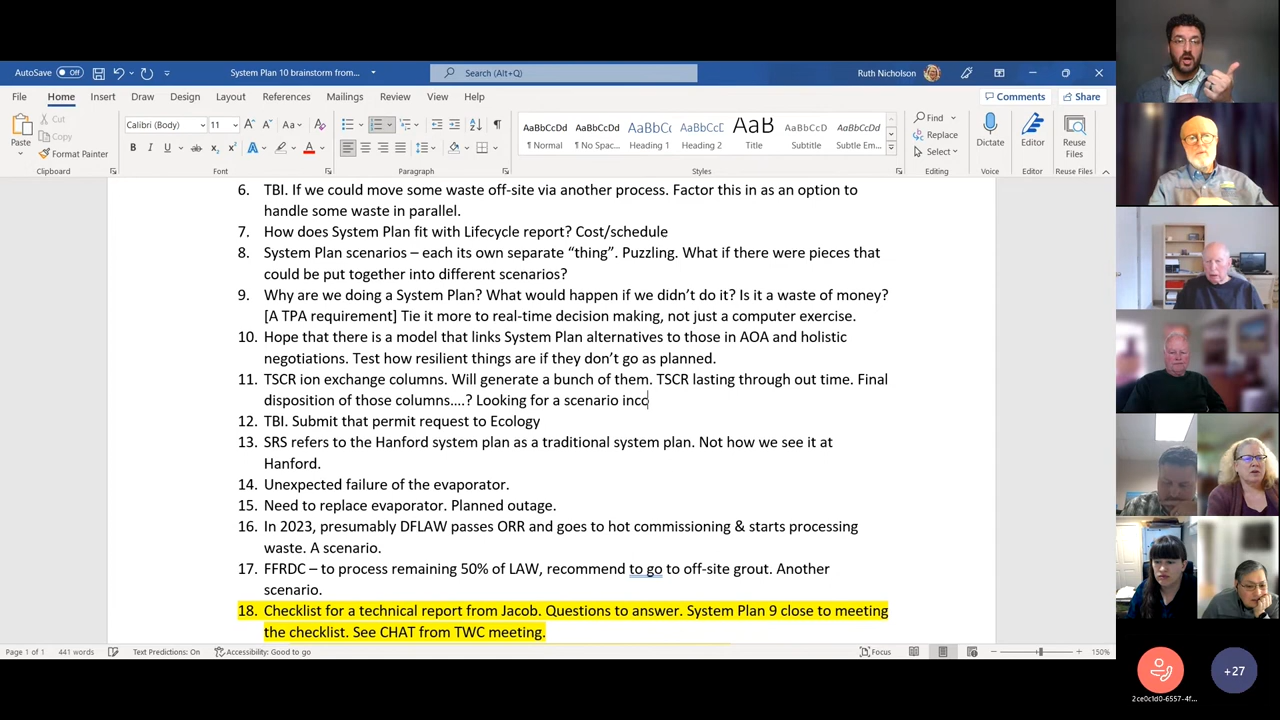 AutoSave Off System Plan 10 brainstorm from... Search (Alt+Q) Ruth Nicholson
File Home Insert Draw Design Layout References Mailings Review View Help Comments Share
Paste Cut Copy Format Painter
Calibri (Body) 11
AaBbCcDd AaBbCcDd AaBbCc AaBbCcD AaB AaBbCcD AaBbCcDd
¶ Normal ¶ No Spac... Heading 1 Heading 2 Title Subtitle Subtle Em...
Find Replace Select Dictate Editor Reuse Files
Clipboard Font Paragraph Styles Editing Voice Editor Reuse Files
6. TBI. If we could move some waste off-site via another process. Factor this in as an option to
handle some waste in parallel.
7. How does System Plan fit with Lifecycle report? Cost/schedule
8. System Plan scenarios – each its own separate “thing”. Puzzling. What if there were pieces that
could be put together into different scenarios?
9. Why are we doing a System Plan? What would happen if we didn’t do it? Is it a waste of money?
[A TPA requirement] Tie it more to real-time decision making, not just a computer exercise.
10. Hope that there is a model that links System Plan alternatives to those in AOA and holistic
negotiations. Test how resilient things are if they don’t go as planned.
11. TSCR ion exchange columns. Will generate a bunch of them. TSCR lasting through out time. Final
disposition of those columns....? Looking for a scenario incc
12. TBI. Submit that permit request to Ecology
13. SRS refers to the Hanford system plan as a traditional system plan. Not how we see it at
Hanford.
14. Unexpected failure of the evaporator.
15. Need to replace evaporator. Planned outage.
16. In 2023, presumably DFLAW passes ORR and goes to hot commissioning & starts processing
waste. A scenario.
17. FFRDC – to process remaining 50% of LAW, recommend to go to off-site grout. Another
scenario.
18. Checklist for a technical report from Jacob. Questions to answer. System Plan 9 close to meeting
the checklist. See CHAT from TWC meeting.
Page 1 of 1 441 words Text Predictions: On Accessibility: Good to go Focus 150%
+27
2ce0c1d0-6557-4f...